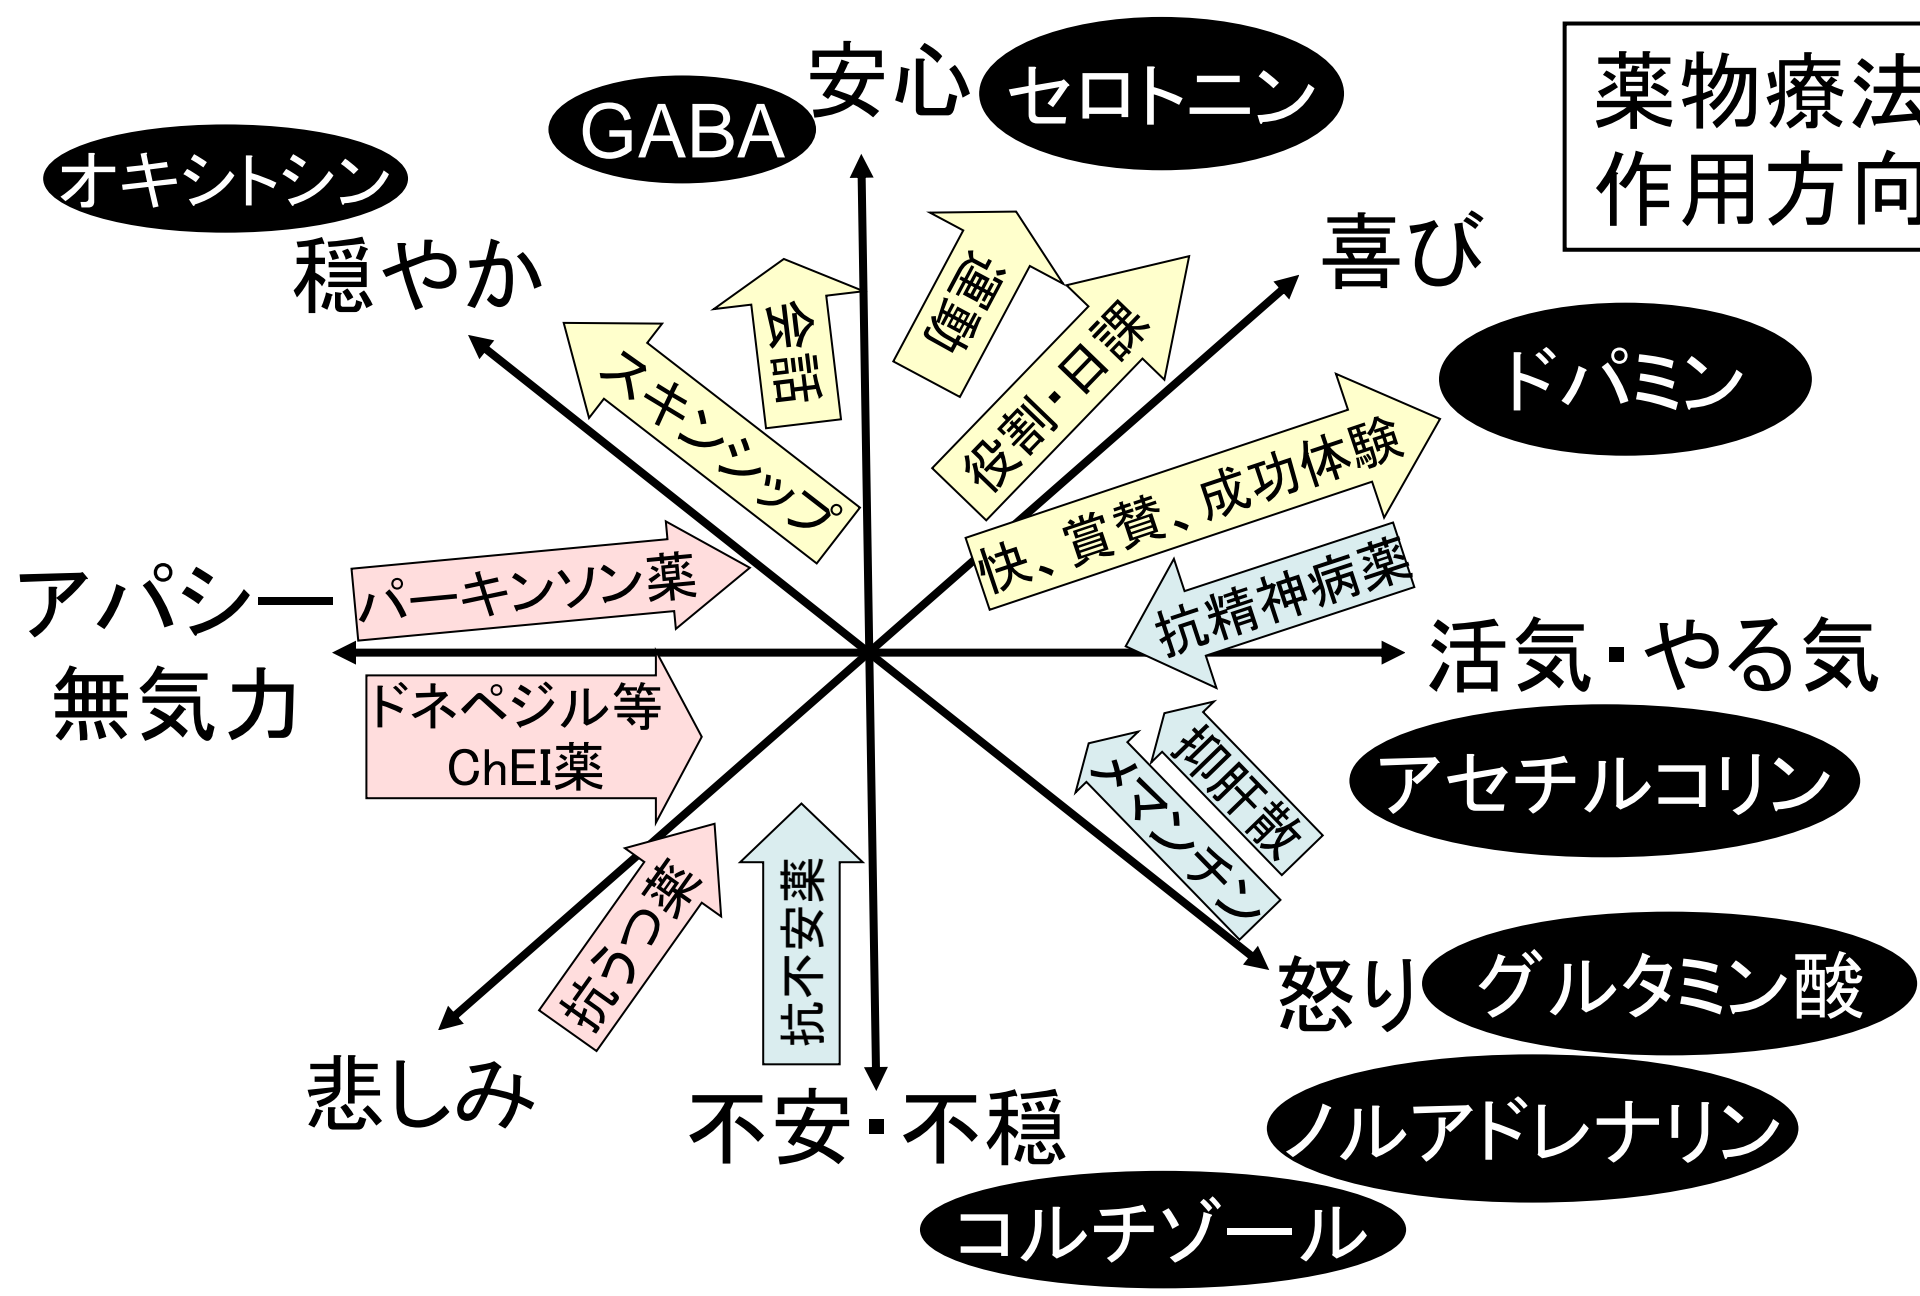 安心
セロトニン
GABA
オキシトシン
薬物療法
作用方向
穏やか
喜び
ドパミン
会話
運動
スキンシップ
役割・日課
快、賞賛、成功体験
アパシー
無気力
パーキンソン薬
抗精神病薬
活気・やる気
ドネペジル等
ChEI薬
抑肝散
メマンチン
アセチルコリン
抗うつ薬
抗不安薬
怒り
グルタミン酸
悲しみ
不安・不穏
ノルアドレナリン
コルチゾール